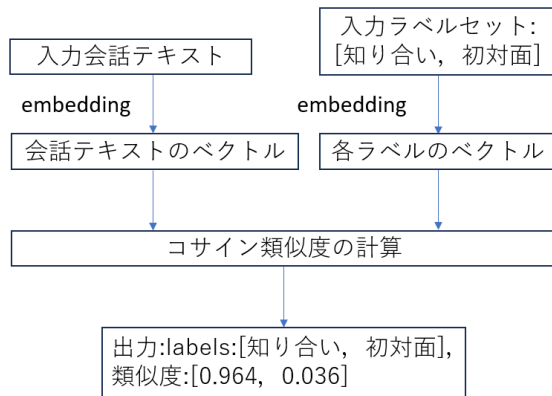 入力会話テキスト
入力ラベルセット:
[知り合い, 初対面]
embedding
embedding
会話テキストのベクトル
各ラベルのベクトル
コサイン類似度の計算
出力:labels:[知り合い, 初対面],
類似度:[0.964, 0.036]